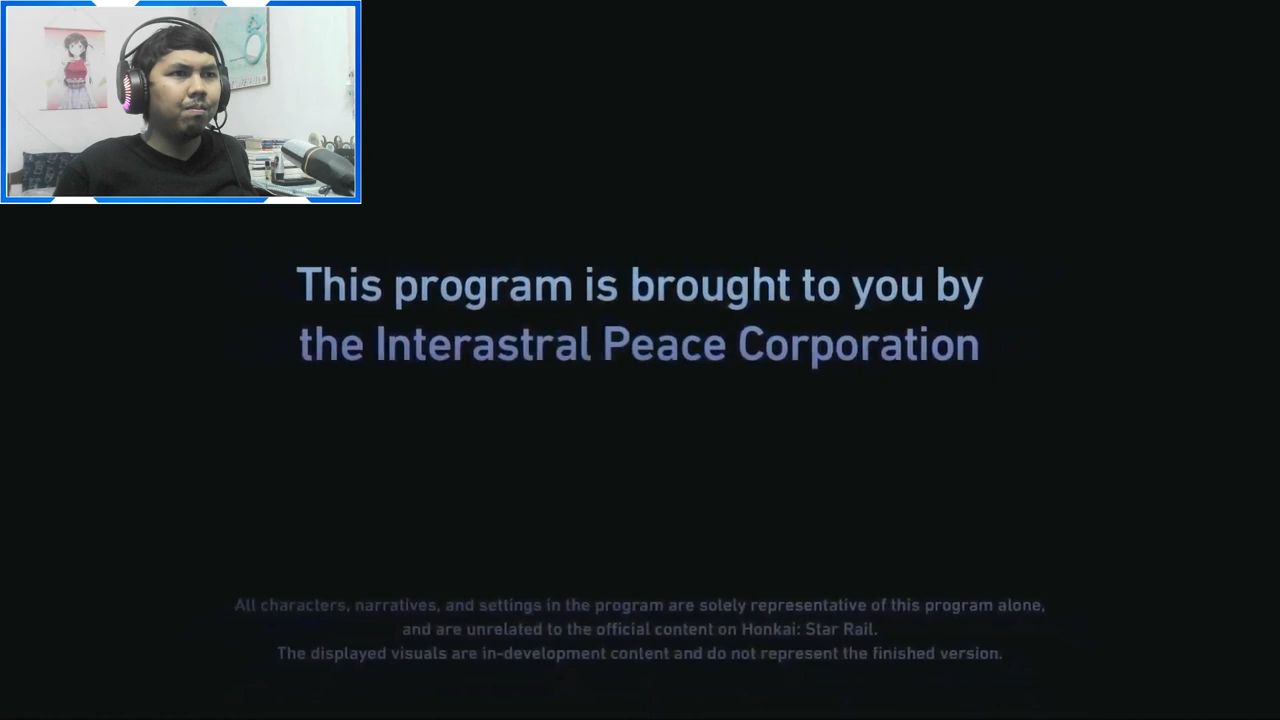 This program is brought to you by
the Interastral Peace Corporation
All characters, narratives, and settings in the program are solely representative of this program alone,
and are unrelated to the official content on Honkai: Star Rail.
The displayed visuals are in-development content and do not represent the finished version.